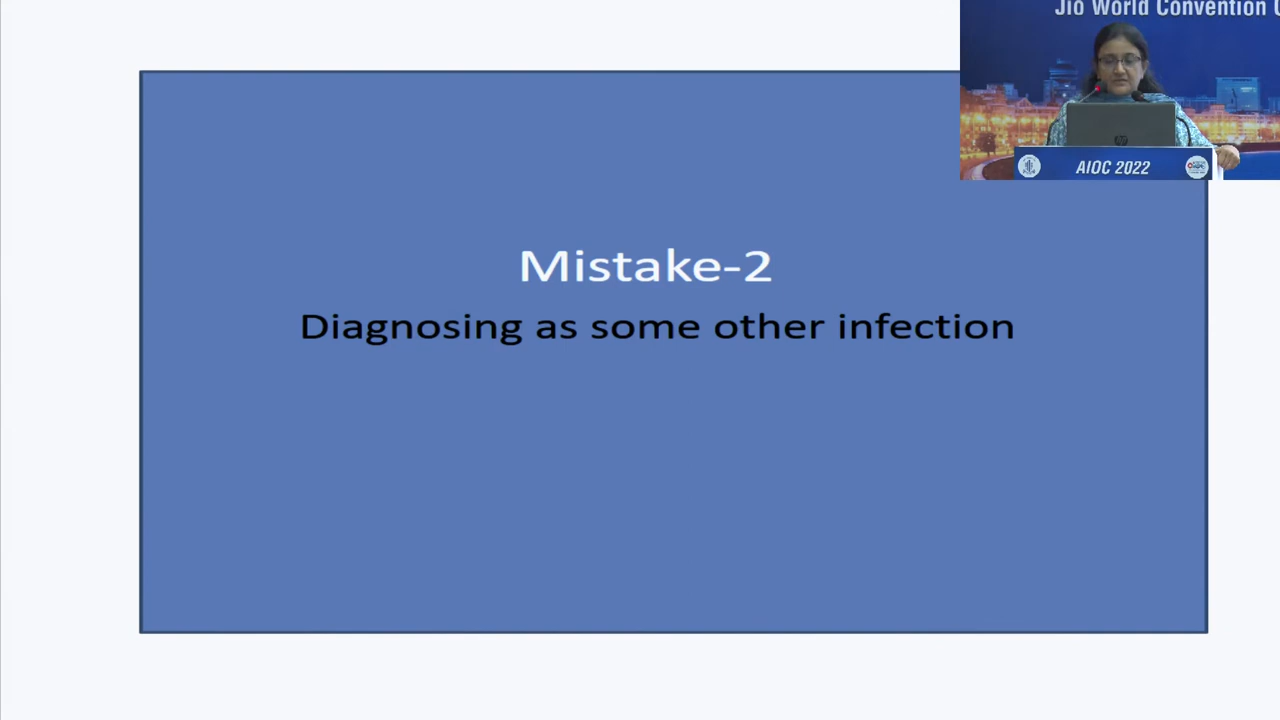 Jio World Convention
Mistake-2
Diagnosing as some other infection
AIOC 2022